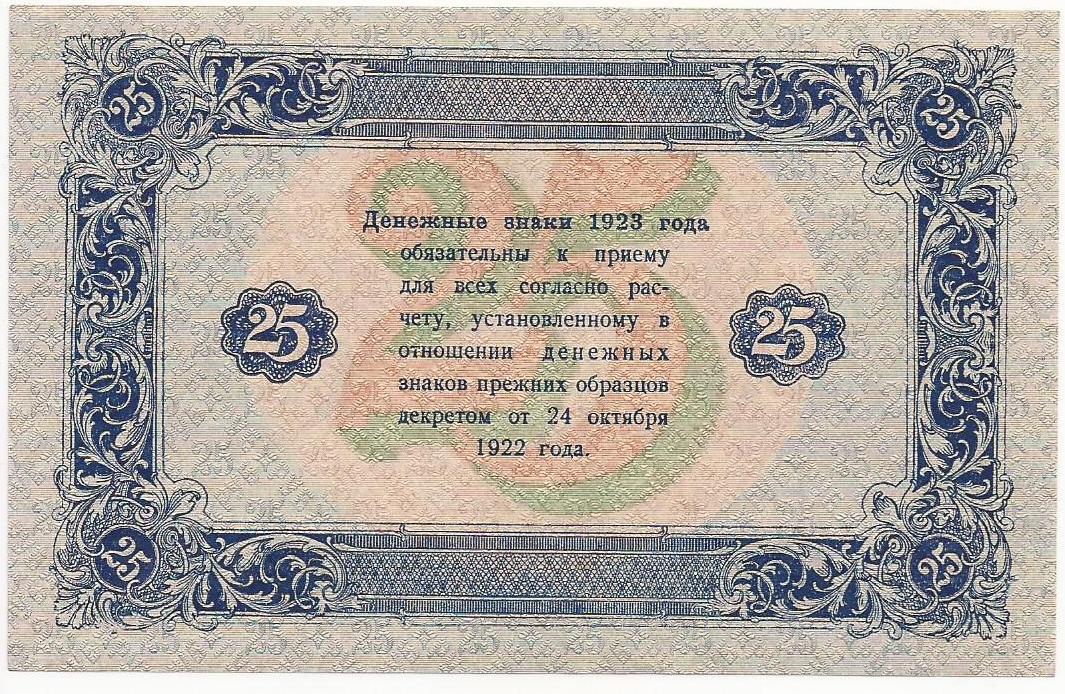 25 25
25
Денежные знаки 1923 года
обязательны к приему
для всех согласно рас-
чету, установленному в
отношении денежных
знаков прежних образцов
декретом от 24 октября
1922 года.
25 25
25 25